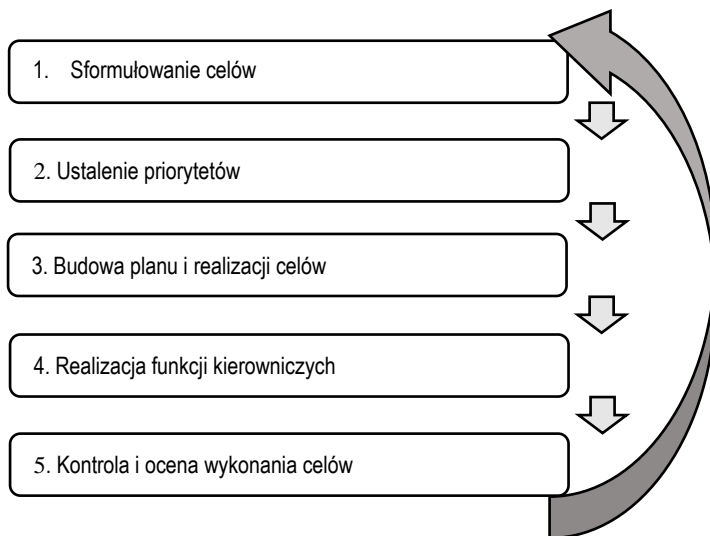 1. Sformułowanie celów
2. Ustalenie priorytetów
3. Budowa planu i realizacji celów
4. Realizacja funkcji kierowniczych
5. Kontrola i ocena wykonania celów